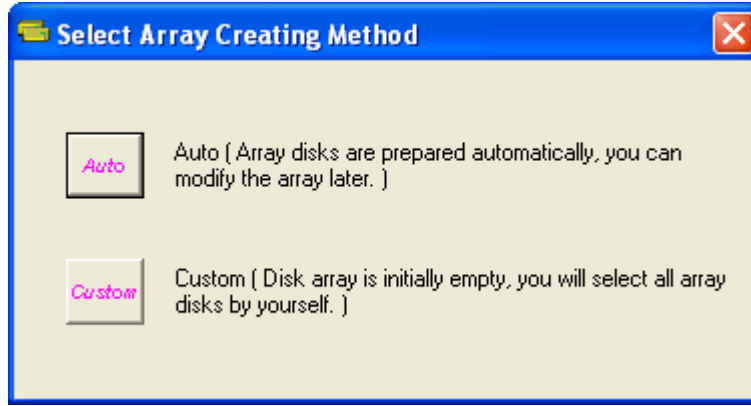 Select Array Creating Method
Auto
Auto ( Array disks are prepared automatically, you can
modify the array later. )
Custom
Custom ( Disk array is initially empty, you will select all array
disks by yourself. )